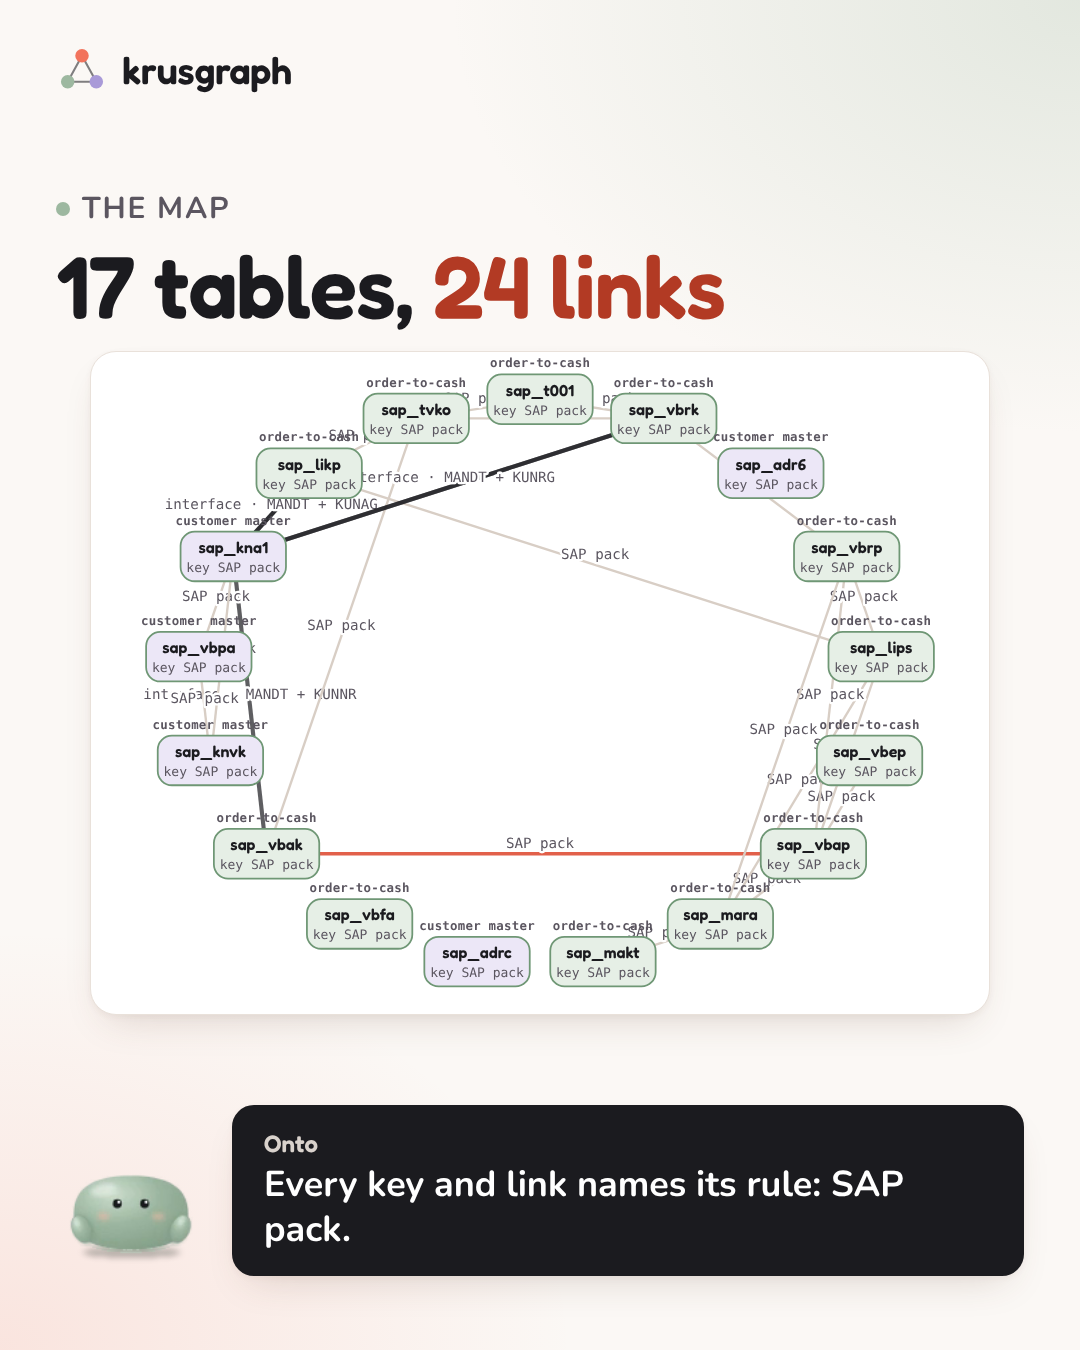 krusgraph
THE MAP
17 tables, 24 links
order-to-cash
sap_t001
key SAP pack
order-to-cash
sap_tvko
key SAP pack
order-to-cash
sap_vbrk
key SAP pack
order-to-cash
sap_likp
key SAP pack
customer master
sap_adr6
key SAP pack
MANDT + KUNRG
interface · MANDT + KUNAG
customer master
sap_kna1
key SAP pack
order-to-cash
sap_vbrp
key SAP pack
SAP pack
SAP pack
SAP pack
customer master
sap_vbpa
key SAP pack
SAP pack
order-to-cash
sap_lips
key SAP pack
MANDT + KUNNR
SAP pack
SAP pack
SAP pack
customer master
sap_knvk
key SAP pack
order-to-cash
sap_vbep
key SAP pack
SAP
SAP pack
order-to-cash
sap_vbak
key SAP pack
SAP pack
order-to-cash
sap_vbap
key SAP pack
SAP pack
order-to-cash
sap_vbfa
key SAP pack
customer master
sap_adrc
key SAP pack
order-to-cash
sap_makt
key SAP pack
SAP
order-to-cash
sap_mara
key SAP pack
Onto
Every key and link names its rule: SAP
pack.